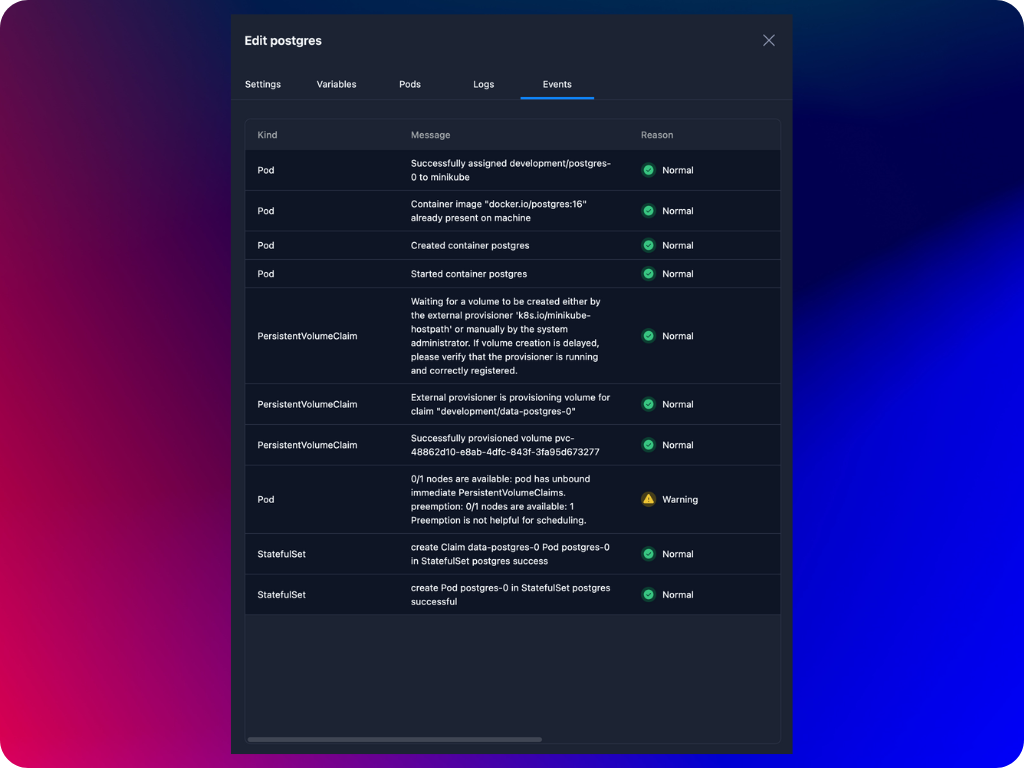 Edit postgres
Settings Variables Pods Logs Events
Kind Message Reason
Pod
Successfully assigned development/postgres-
0 to minikube
Normal
Pod
Container image "docker.io/postgres:16"
already present on machine
Normal
Pod Created container postgres Normal
Pod Started container postgres Normal
PersistentVolumeClaim
Waiting for a volume to be created either by
the external provisioner 'k8s.io/minikube-
hostpath' or manually by the system
administrator. If volume creation is delayed,
please verify that the provisioner is running
and correctly registered.
Normal
PersistentVolumeClaim
External provisioner is provisioning volume for
claim "development/data-postgres-0"
Normal
PersistentVolumeClaim
Successfully provisioned volume pvc-
48862d10-e8ab-4dfc-843f-3fa95d673277
Normal
Pod
0/1 nodes are available: pod has unbound
immediate PersistentVolumeClaims.
preemption: 0/1 nodes are available: 1
Preemption is not helpful for scheduling.
Warning
StatefulSet
create Claim data-postgres-0 Pod postgres-0
in StatefulSet postgres success
Normal
StatefulSet
create Pod postgres-0 in StatefulSet postgres
successful
Normal